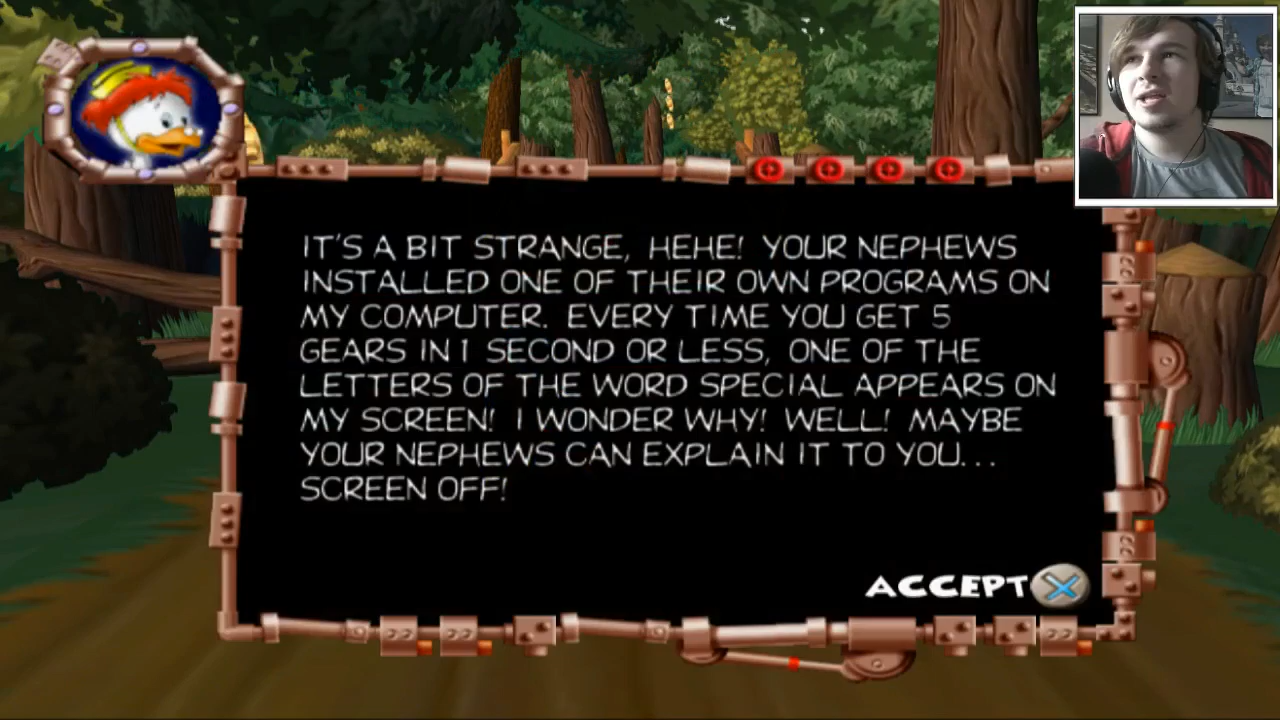 IT'S A BIT STRANGE, HEHE! YOUR NEPHEWS
INSTALLED ONE OF THEIR OWN PROGRAMS ON
MY COMPUTER. EVERY TIME YOU GET 5
GEARS IN 1 SECOND OR LESS, ONE OF THE
LETTERS OF THE WORD SPECIAL APPEARS ON
MY SCREEN! I WONDER WHY! WELL! MAYBE
YOUR NEPHEWS CAN EXPLAIN IT TO YOU...
SCREEN OFF!
ACCEPT